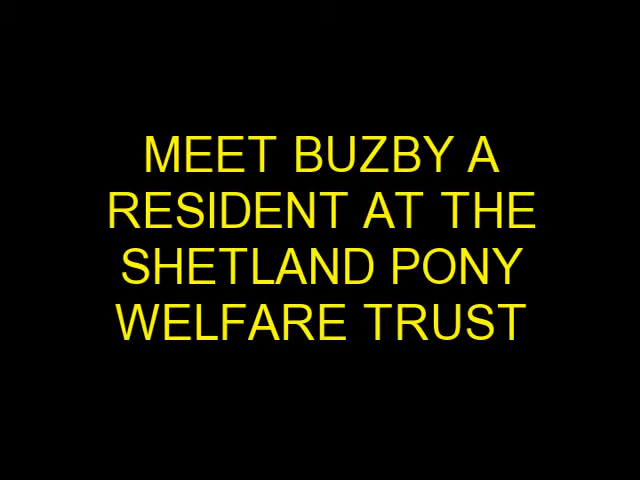 MEET BUZBY A
RESIDENT AT THE
SHETLAND PONY
WELFARE TRUST